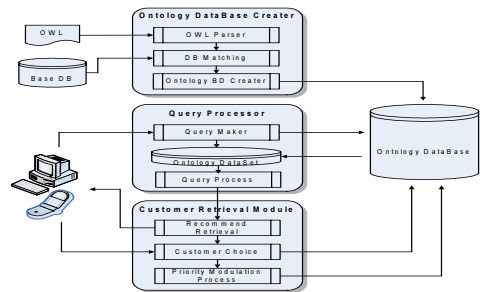 Ontology DataBase Creater
OWL
OWL Parser
DB Matching
Base DB
Ontology BD Creater
Query Processor
Query Maker
Ontology DataSet
Query Process
Ontology DataBase
Customer Retrieval Module
Recommend
Retrieval
Customer Choice
Priority Modulation
Process